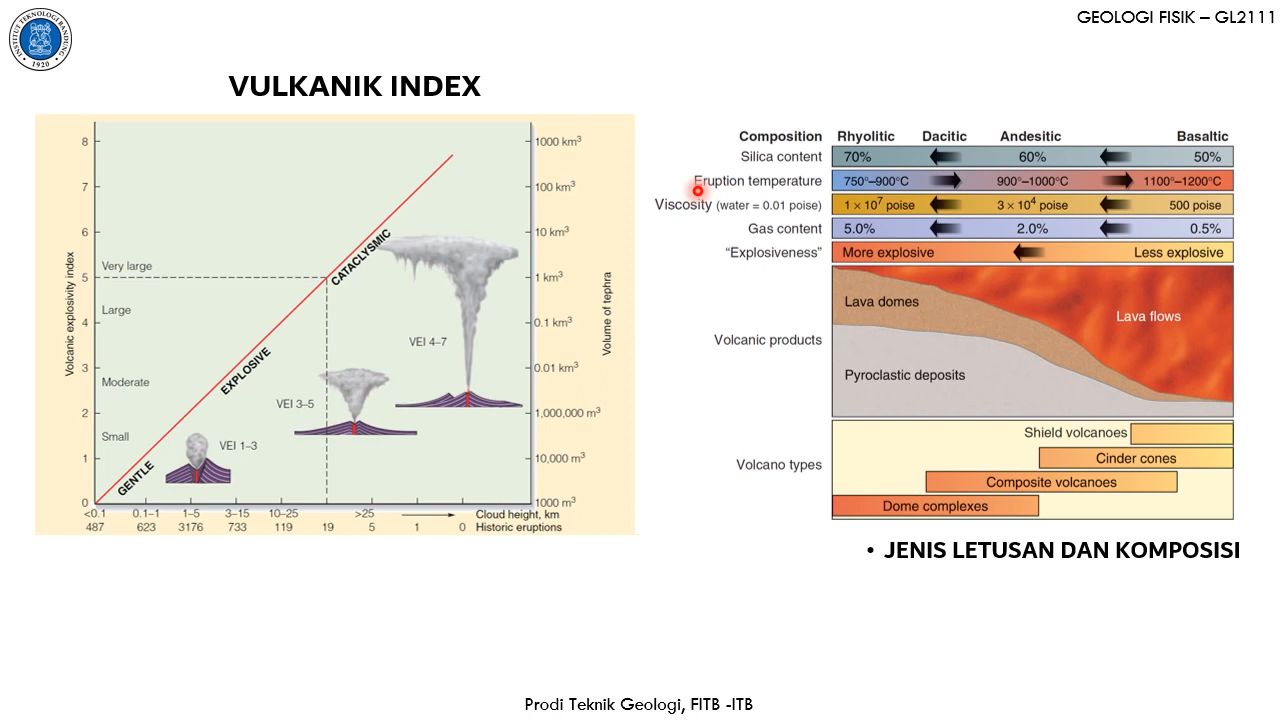 INSTITUT TEKNOLOGI BANDUNG
1920
GEOLOGI FISIK – GL2111
VULKANIK INDEX
Volcanic explosivity index
8
7
6
5
4
3
2
1
0
Very large
Large
Moderate
Small
GENTLE
EXPLOSIVE
CATACLYSMIC
VEI 1–3
VEI 3–5
VEI 4–7
1000 km³
100 km³
10 km³
1 km³
0.1 km³
0.01 km³
1,000,000 m³
10,000 m³
1000 m³
Volume of tephra
<0.1 0.1–1 1–5 3–15 10–25 >25 Cloud height, km
487 623 3176 733 119 19 5 1 0 Historic eruptions
Composition Rhyolitic Dacitic Andesitic Basaltic
Silica content 70% 60% 50%
Eruption temperature 750°–900°C 900°–1000°C 1100°–1200°C
Viscosity (water = 0.01 poise) 1 × 10⁷ poise 3 × 10⁴ poise 500 poise
Gas content 5.0% 2.0% 0.5%
“Explosiveness” More explosive Less explosive
Volcanic products
Lava domes
Lava flows
Pyroclastic deposits
Volcano types
Shield volcanoes
Cinder cones
Composite volcanoes
Dome complexes
• JENIS LETUSAN DAN KOMPOSISI
Prodi Teknik Geologi, FITB -ITB